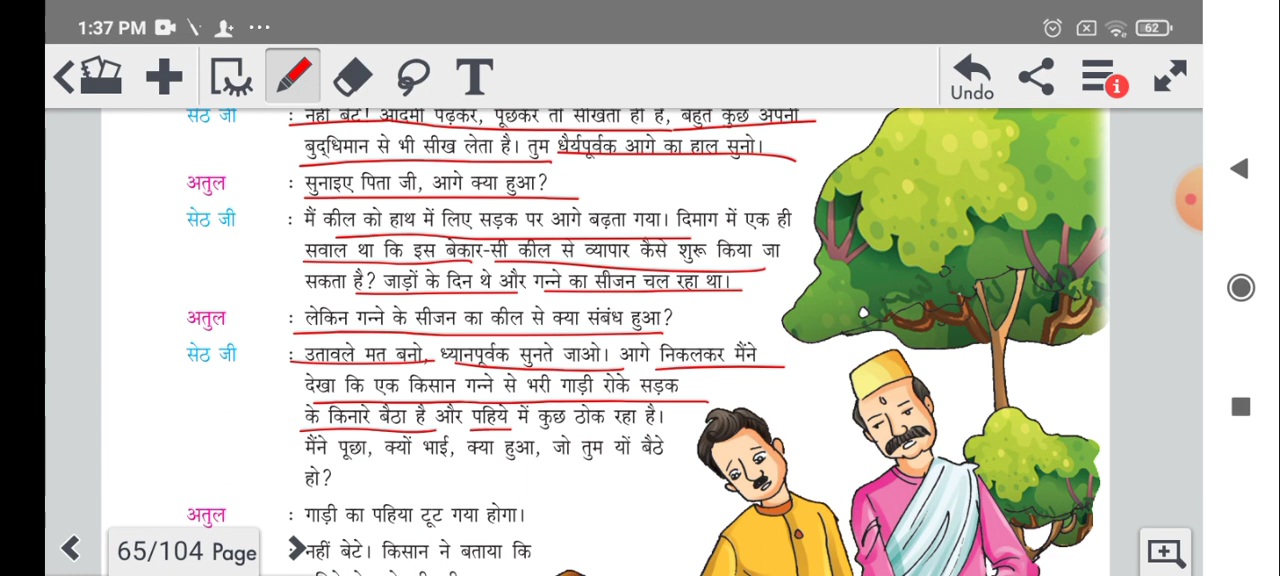 1:37 PM
62
Undo
सेठ जी : नहीं बेटे! आदमी पढ़कर, पूछकर तो सीखता ही है, बहुत कुछ अपनी
बुद्धिमान से भी सीख लेता है। तुम धैर्यपूर्वक आगे का हाल सुनो।
अतुल : सुनाइए पिता जी, आगे क्या हुआ?
सेठ जी : मैं कील को हाथ में लिए सड़क पर आगे बढ़ता गया। दिमाग में एक ही
सवाल था कि इस बेकार-सी कील से व्यापार कैसे शुरू किया जा
सकता है? जाड़ों के दिन थे और गन्ने का सीजन चल रहा था।
अतुल : लेकिन गन्ने के सीजन का कील से क्या संबंध हुआ?
सेठ जी : उतावले मत बनो, ध्यानपूर्वक सुनते जाओ। आगे निकलकर मैंने
देखा कि एक किसान गन्ने से भरी गाड़ी रोके सड़क
के किनारे बैठा है और पहिये में कुछ ठोक रहा है।
मैंने पूछा, क्यों भाई, क्या हुआ, जो तुम यों बैठे
हो?
अतुल : गाड़ी का पहिया टूट गया होगा।
नहीं बेटे। किसान ने बताया कि
65/104 Page